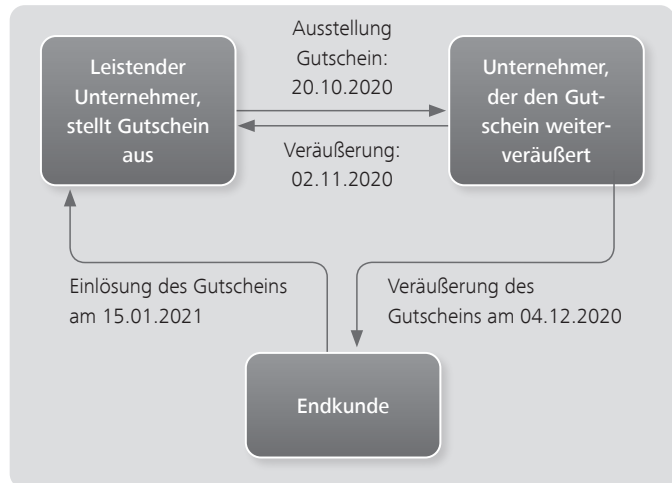 Leistender
Unternehmer,
stellt Gutschein
aus
Ausstellung
Gutschein:
20.10.2020
Veräußerung:
02.11.2020
Unternehmer,
der den Gut-
schein weiter-
veräußert
Einlösung des Gutscheins
am 15.01.2021
Veräußerung des
Gutscheins am 04.12.2020
Endkunde